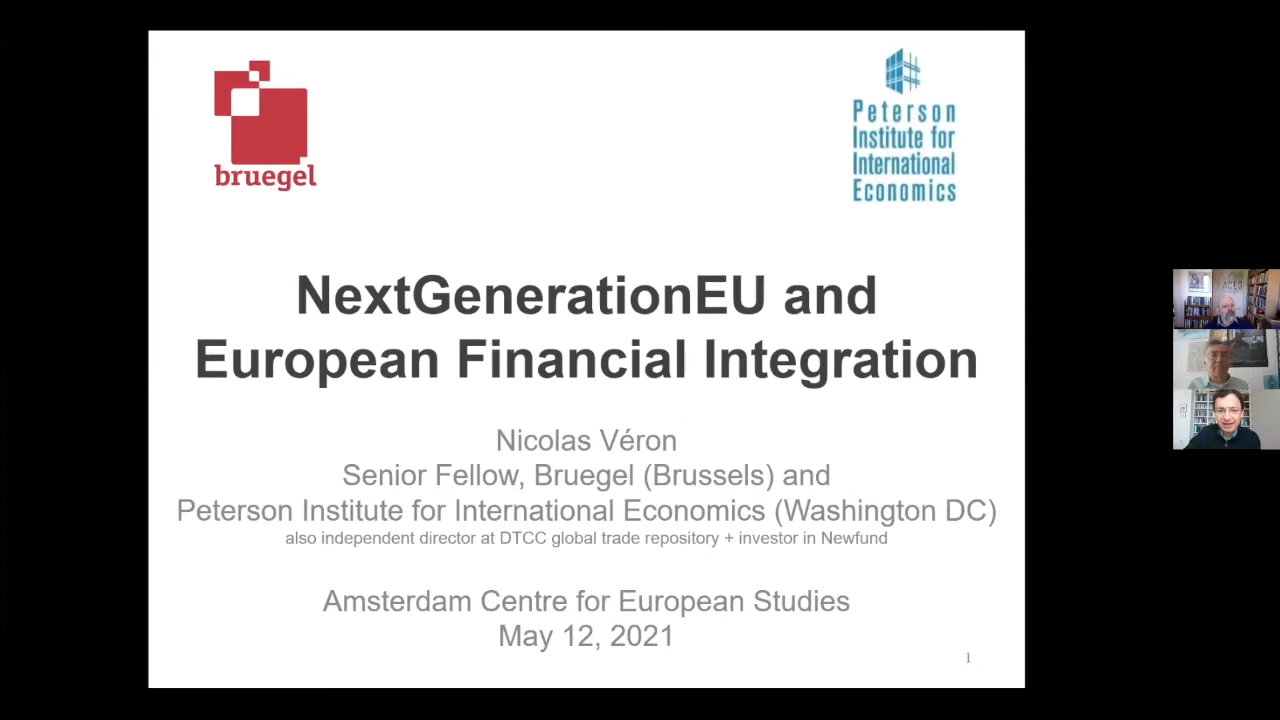 bruegel
Peterson
Institute for
International
Economics
NextGenerationEU and
European Financial Integration
Nicolas Véron
Senior Fellow, Bruegel (Brussels) and
Peterson Institute for International Economics (Washington DC)
also independent director at DTCC global trade repository + investor in Newfund
Amsterdam Centre for European Studies
May 12, 2021
1
ACES